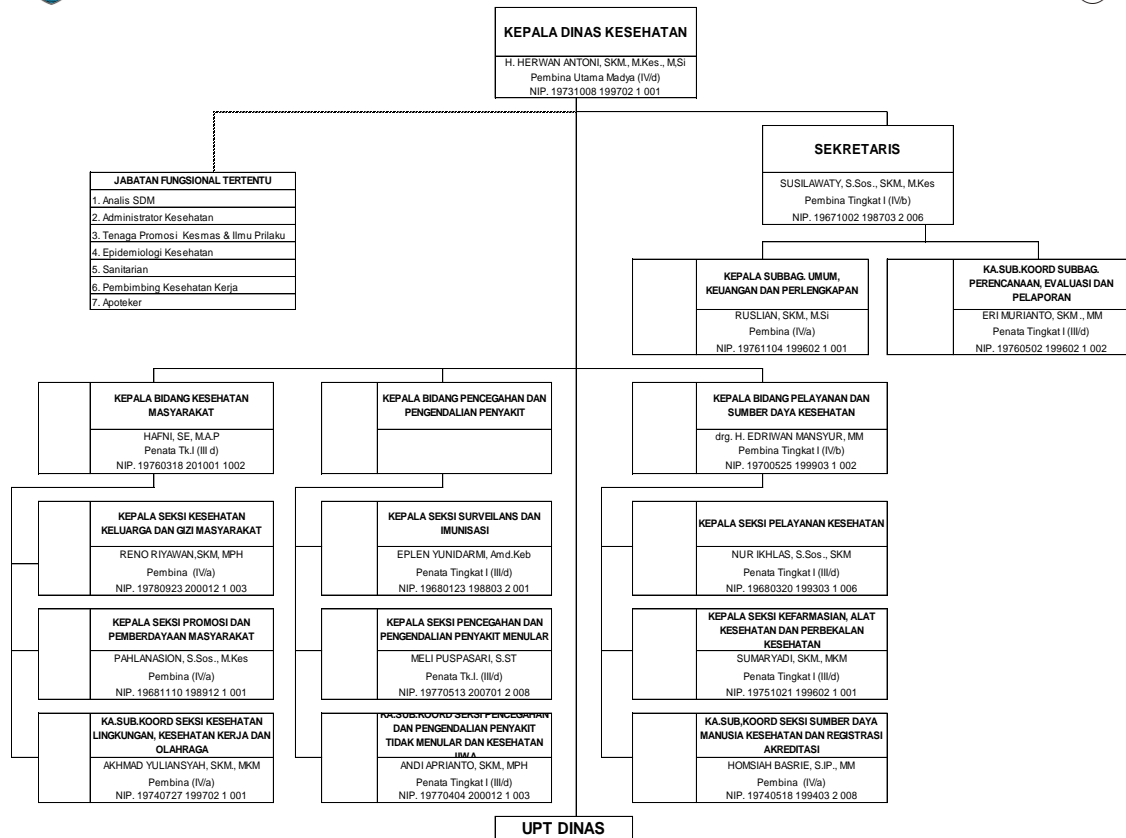 KEPALA DINAS KESEHATAN
H. HERWAN ANTONI, SKM., M.Kes., M,Si
Pembina Utama Madya (IV/d)
NIP. 19731008 199702 1 001
SEKRETARIS
SUSILAWATY, S.Sos., SKM., M.Kes
Pembina Tingkat I (IV/b)
NIP. 19671002 198703 2 006
JABATAN FUNGSIONAL TERTENTU
1. Analis SDM
2. Administrator Kesehatan
3. Tenaga Promosi Kesmas & Ilmu Prilaku
4. Epidemiologi Kesehatan
5. Sanitarian
6. Pembimbing Kesehatan Kerja
7. Apoteker
KEPALA SUBBAG. UMUM,
KEUANGAN DAN PERLENGKAPAN
RUSLIAN, SKM., M.Si
Pembina (IV/a)
NIP. 19761104 199602 1 001
KA.SUB.KOORD SUBBAG.
PERENCANAAN, EVALUASI DAN
PELAPORAN
ERI MURIANTO, SKM., MM
Penata Tingkat I (III/d)
NIP. 19760502 199602 1 002
KEPALA BIDANG KESEHATAN
MASYARAKAT
HAFNI, SE, M.A.P
Penata Tk.I (III d)
NIP. 19760318 201001 1002
KEPALA BIDANG PENCEGAHAN DAN
PENGENDALIAN PENYAKIT
KEPALA BIDANG PELAYANAN DAN
SUMBER DAYA KESEHATAN
drg. H. EDRIWAN MANSYUR, MM
Pembina Tingkat I (IV/b)
NIP. 19700525 199903 1 002
KEPALA SEKSI KESEHATAN
KELUARGA DAN GIZI MASYARAKAT
RENO RIYAWAN,SKM, MPH
Pembina (IV/a)
NIP. 19780923 200012 1 003
KEPALA SEKSI SURVEILANS DAN
IMUNISASI
EPLEN YUNIDARMI, Amd.Keb
Penata Tingkat I (III/d)
NIP. 19680123 198803 2 001
KEPALA SEKSI PELAYANAN KESEHATAN
NUR IKHLAS, S.Sos., SKM
Penata Tingkat I (III/d)
NIP. 19680320 199303 1 006
KEPALA SEKSI PROMOSI DAN
PEMBERDAYAAN MASYARAKAT
PAHLANASION, S.Sos., M.Kes
Pembina (IV/a)
NIP. 19681110 198912 1 001
KEPALA SEKSI PENCEGAHAN DAN
PENGENDALIAN PENYAKIT MENULAR
MELI PUSPASARI, S.ST
Penata Tk.I. (III/d)
NIP. 19770513 200701 2 008
KEPALA SEKSI KEFARMASIAN, ALAT
KESEHATAN DAN PERBEKALAN
KESEHATAN
SUMARYADI, SKM., MKM
Penata Tingkat I (III/d)
NIP. 19751021 199602 1 001
KA.SUB.KOORD SEKSI KESEHATAN
LINGKUNGAN, KESEHATAN KERJA DAN
OLAHRAGA
AKHMAD YULIANSYAH, SKM., MKM
Pembina (IV/a)
NIP. 19740727 199702 1 001
KA.SUB.KOORD SEKSI PENCEGAHAN
DAN PENGENDALIAN PENYAKIT
TIDAK MENULAR DAN KESEHATAN
JIWA
ANDI APRIANTO, SKM., MPH
Penata Tingkat I (III/d)
NIP. 19770404 200012 1 003
KA.SUB,KOORD SEKSI SUMBER DAYA
MANUSIA KESEHATAN DAN REGISTRASI
AKREDITASI
HOMSIAH BASRIE, S.IP., MM
Pembina (IV/a)
NIP. 19740518 199403 2 008
UPT DINAS